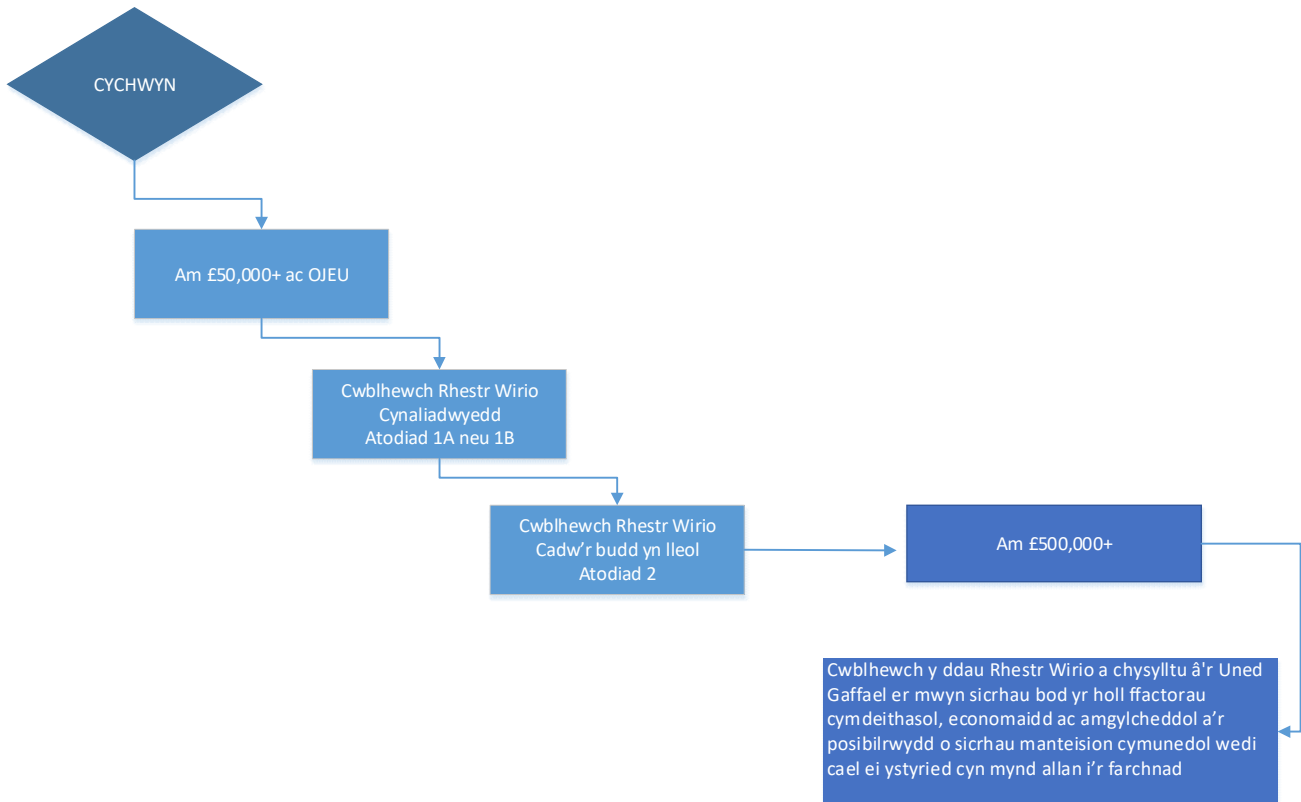 CYCHWYN
Am £50,000+ ac OJEU
Cwblhewch Rhestr Wirio
Cynaliadwyedd
Atodiad 1A neu 1B
Cwblhewch Rhestr Wirio
Cadw’r budd yn lleol
Atodiad 2
Am £500,000+
Cwblhewch y ddau Rhestr Wirio a chysylltu â'r Uned
Gaffael er mwyn sicrhau bod yr holl ffactorau
cymdeithasol, economaidd ac amgylcheddol a’r
posibilrwydd o sicrhau manteision cymunedol wedi
cael ei ystyried cyn mynd allan i’r farchnad